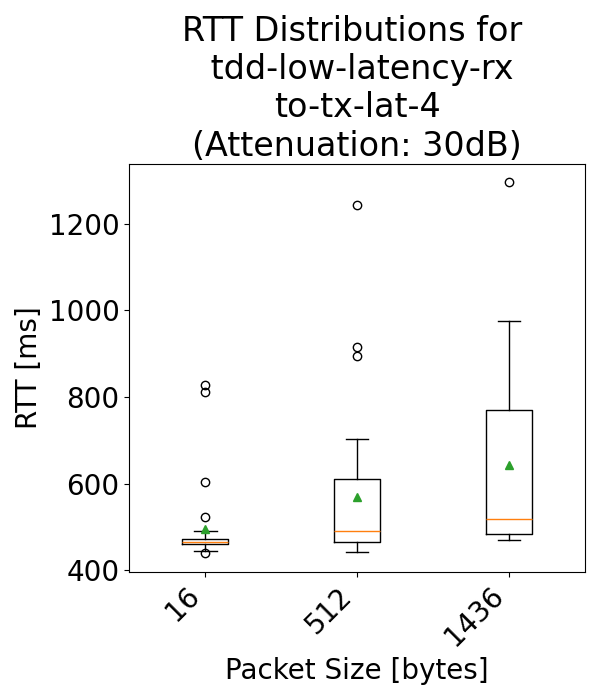 RTT Distributions for
tdd-low-latency-rx
to-tx-lat-4
(Attenuation: 30dB)
1200
1000
800
600
400
RTT [ms]
16
512
1436
Packet Size [bytes]